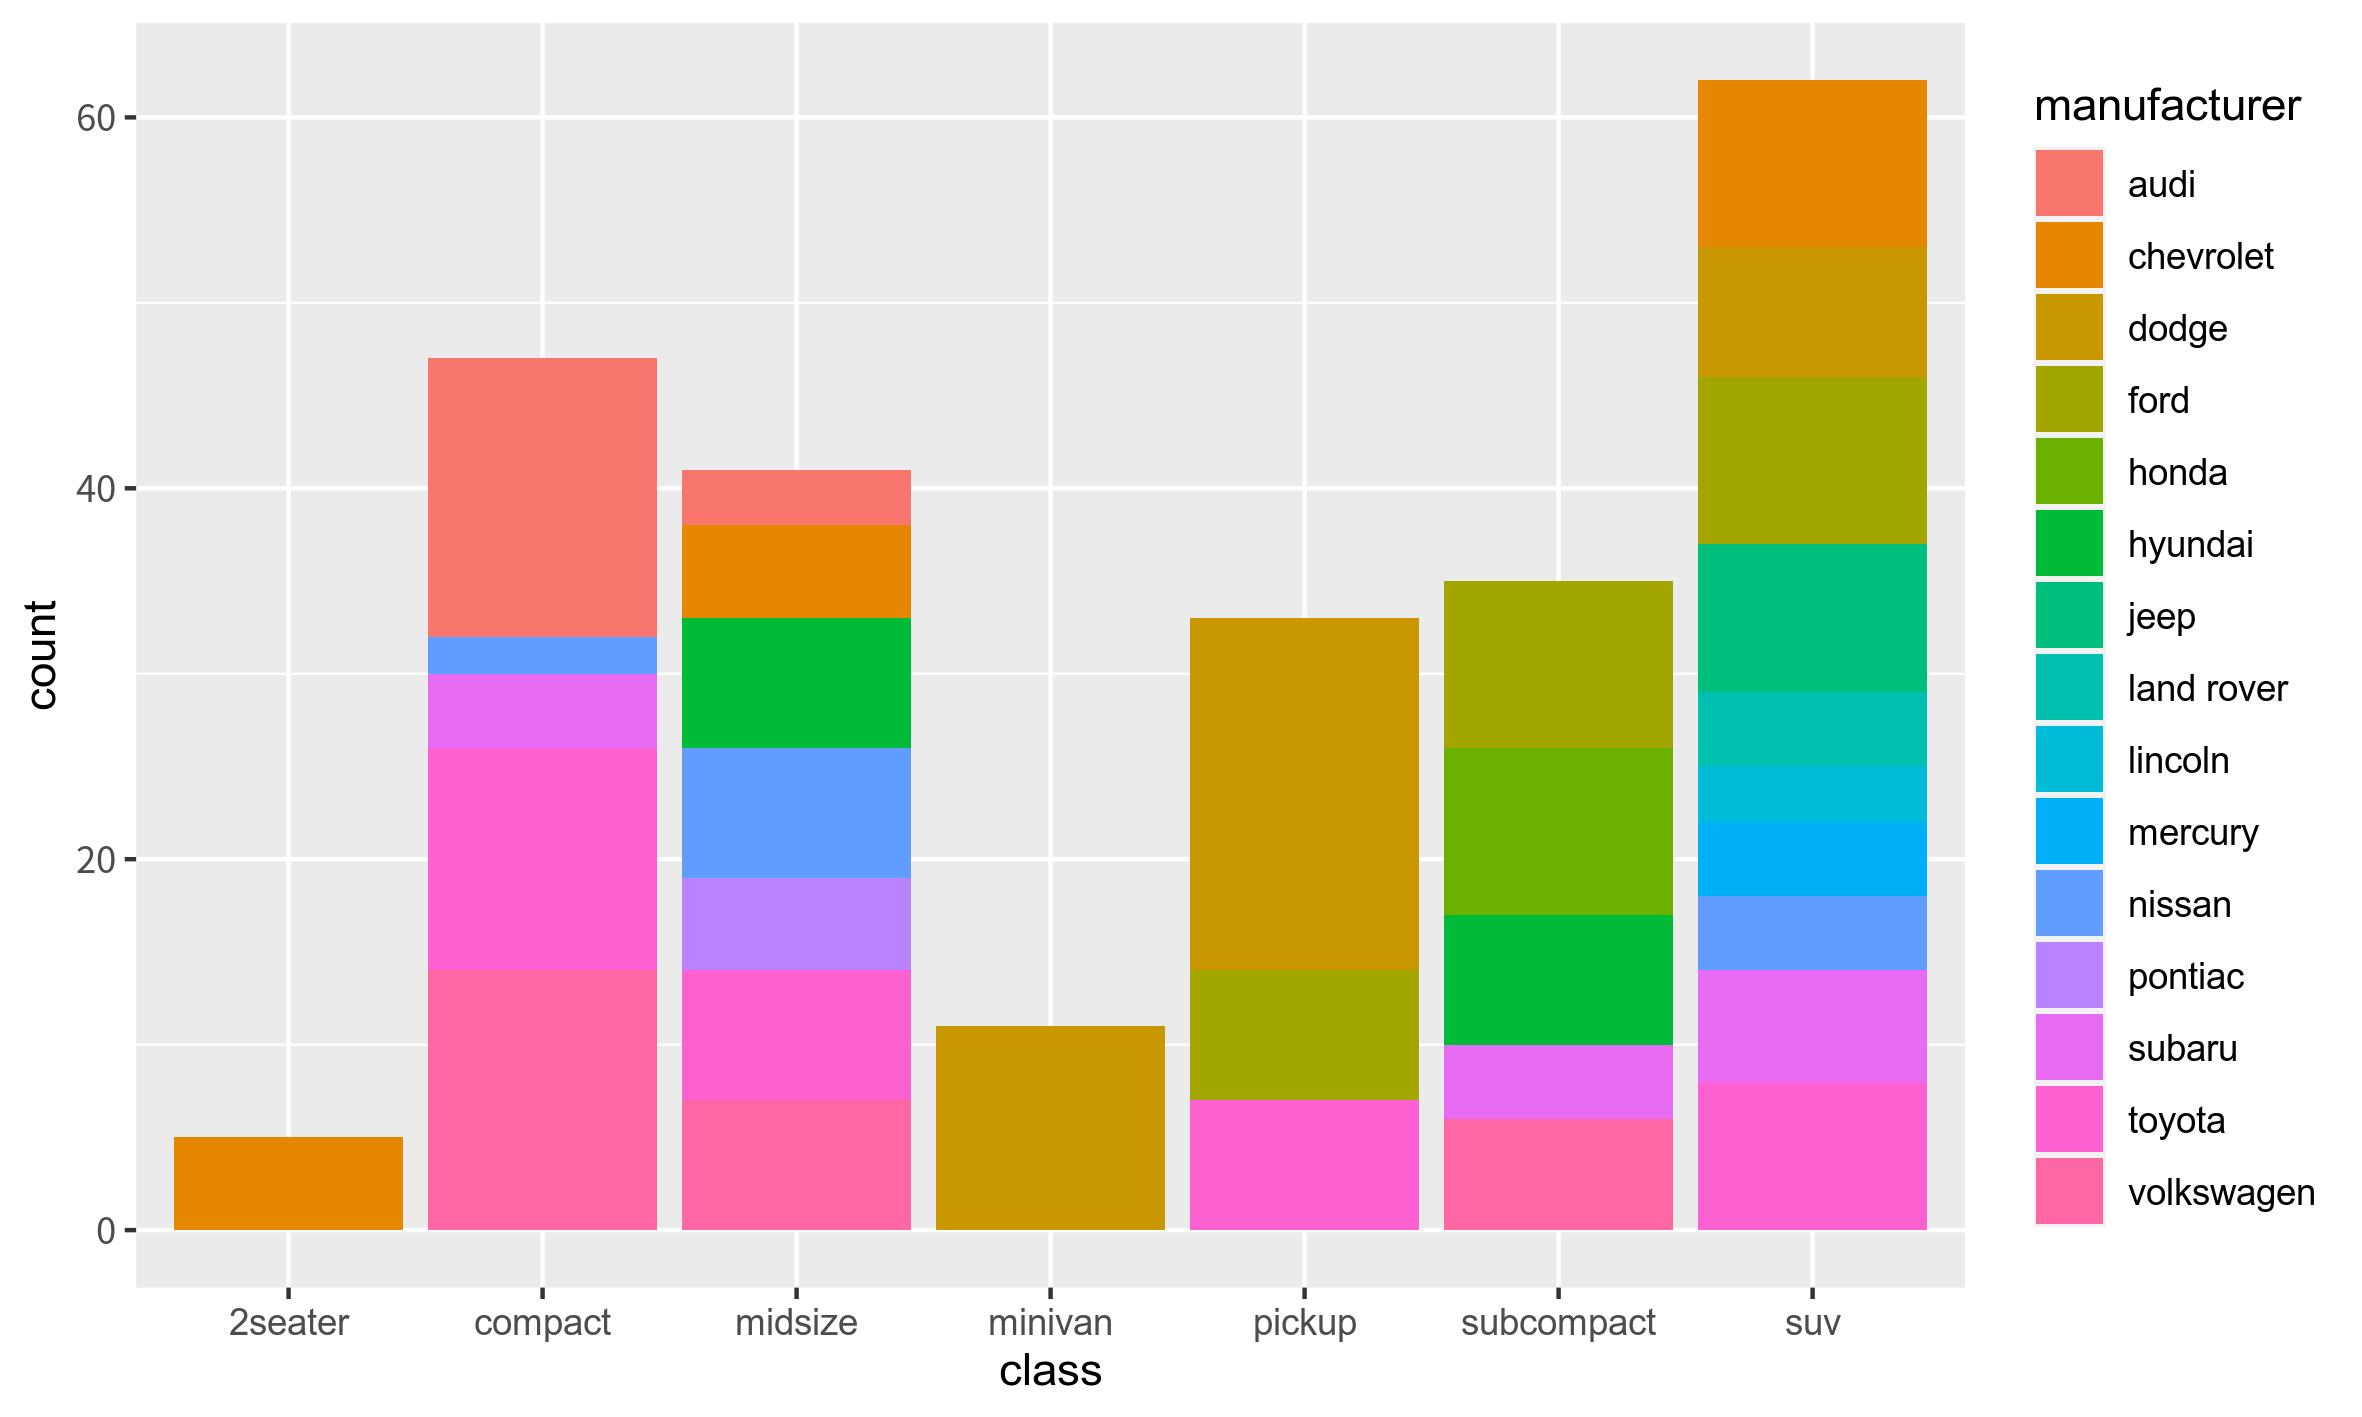 60
40
20
0
count
2seater
compact
midsize
minivan
pickup
subcompact
suv
class
manufacturer
audi
chevrolet
dodge
ford
honda
hyundai
jeep
land rover
lincoln
mercury
nissan
pontiac
subaru
toyota
volkswagen